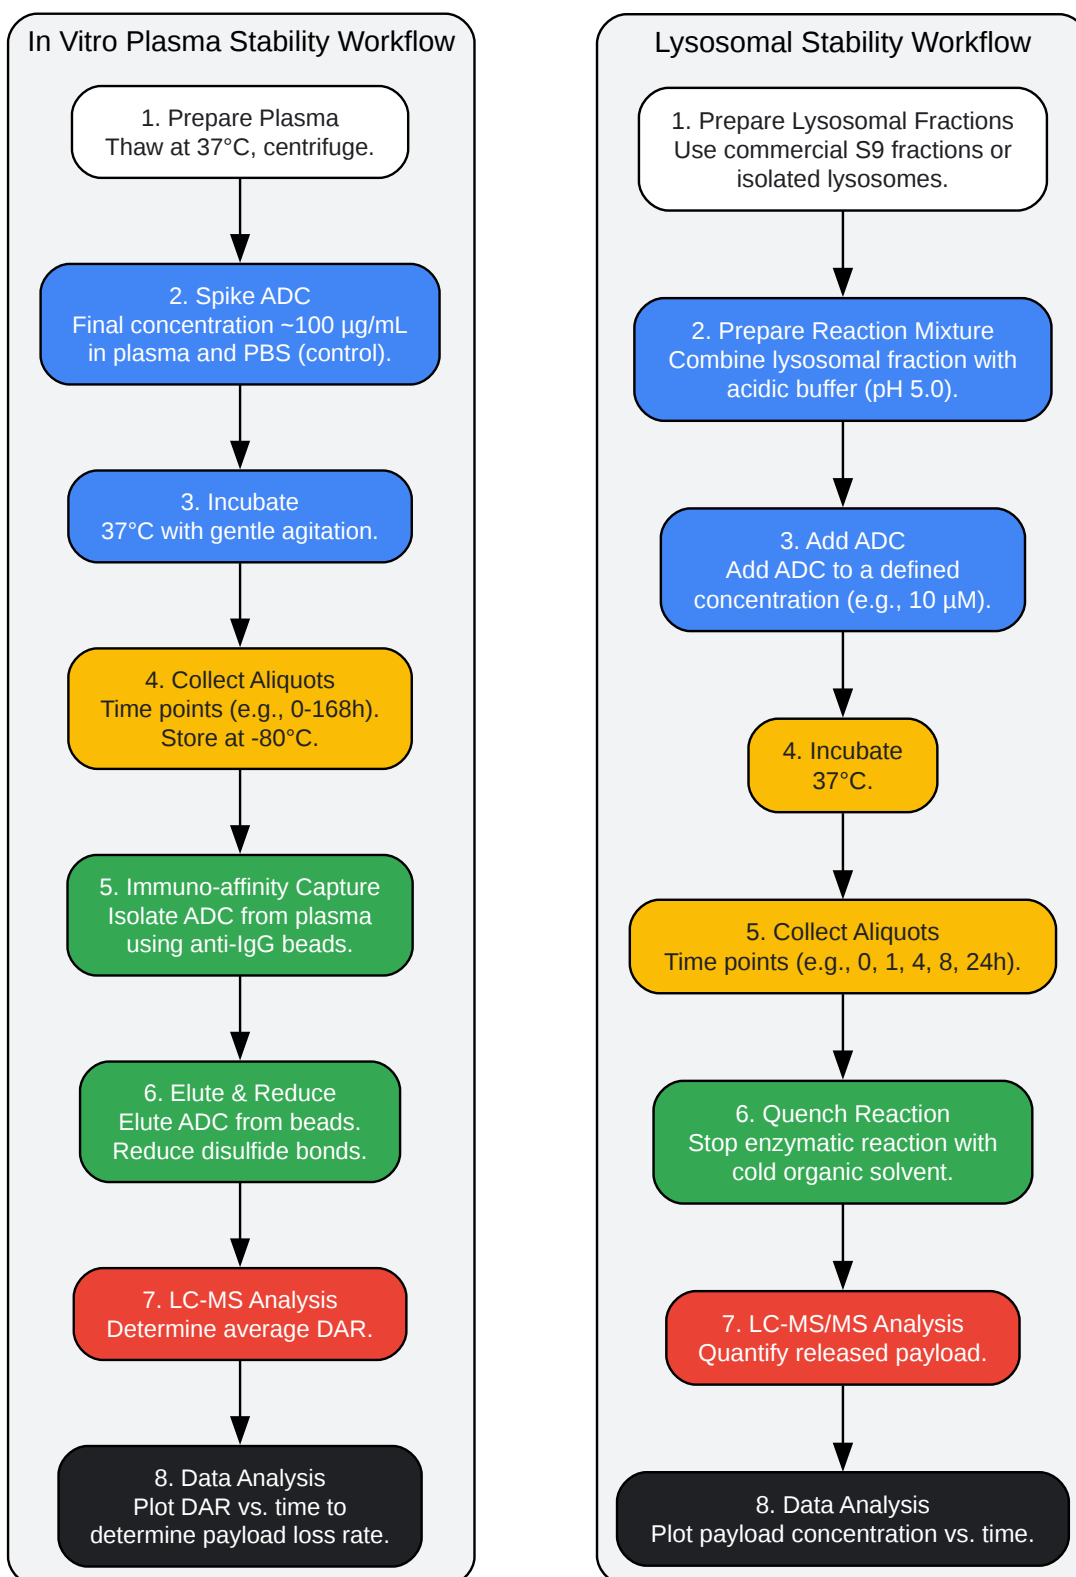 In Vitro Plasma Stability Workflow
1. Prepare Plasma
Thaw at 37°C, centrifuge.
2. Spike ADC
Final concentration ~100 µg/mL
in plasma and PBS (control).
3. Incubate
37°C with gentle agitation.
4. Collect Aliquots
Time points (e.g., 0-168h).
Store at -80°C.
5. Immuno-affinity Capture
Isolate ADC from plasma
using anti-IgG beads.
6. Elute & Reduce
Elute ADC from beads.
Reduce disulfide bonds.
7. LC-MS Analysis
Determine average DAR.
8. Data Analysis
Plot DAR vs. time to
determine payload loss rate.
Lysosomal Stability Workflow
1. Prepare Lysosomal Fractions
Use commercial S9 fractions or
isolated lysosomes.
2. Prepare Reaction Mixture
Combine lysosomal fraction with
acidic buffer (pH 5.0).
3. Add ADC
Add ADC to a defined
concentration (e.g., 10 µM).
4. Incubate
37°C.
5. Collect Aliquots
Time points (e.g., 0, 1, 4, 8, 24h).
6. Quench Reaction
Stop enzymatic reaction with
cold organic solvent.
7. LC-MS/MS Analysis
Quantify released payload.
8. Data Analysis
Plot payload concentration vs. time.